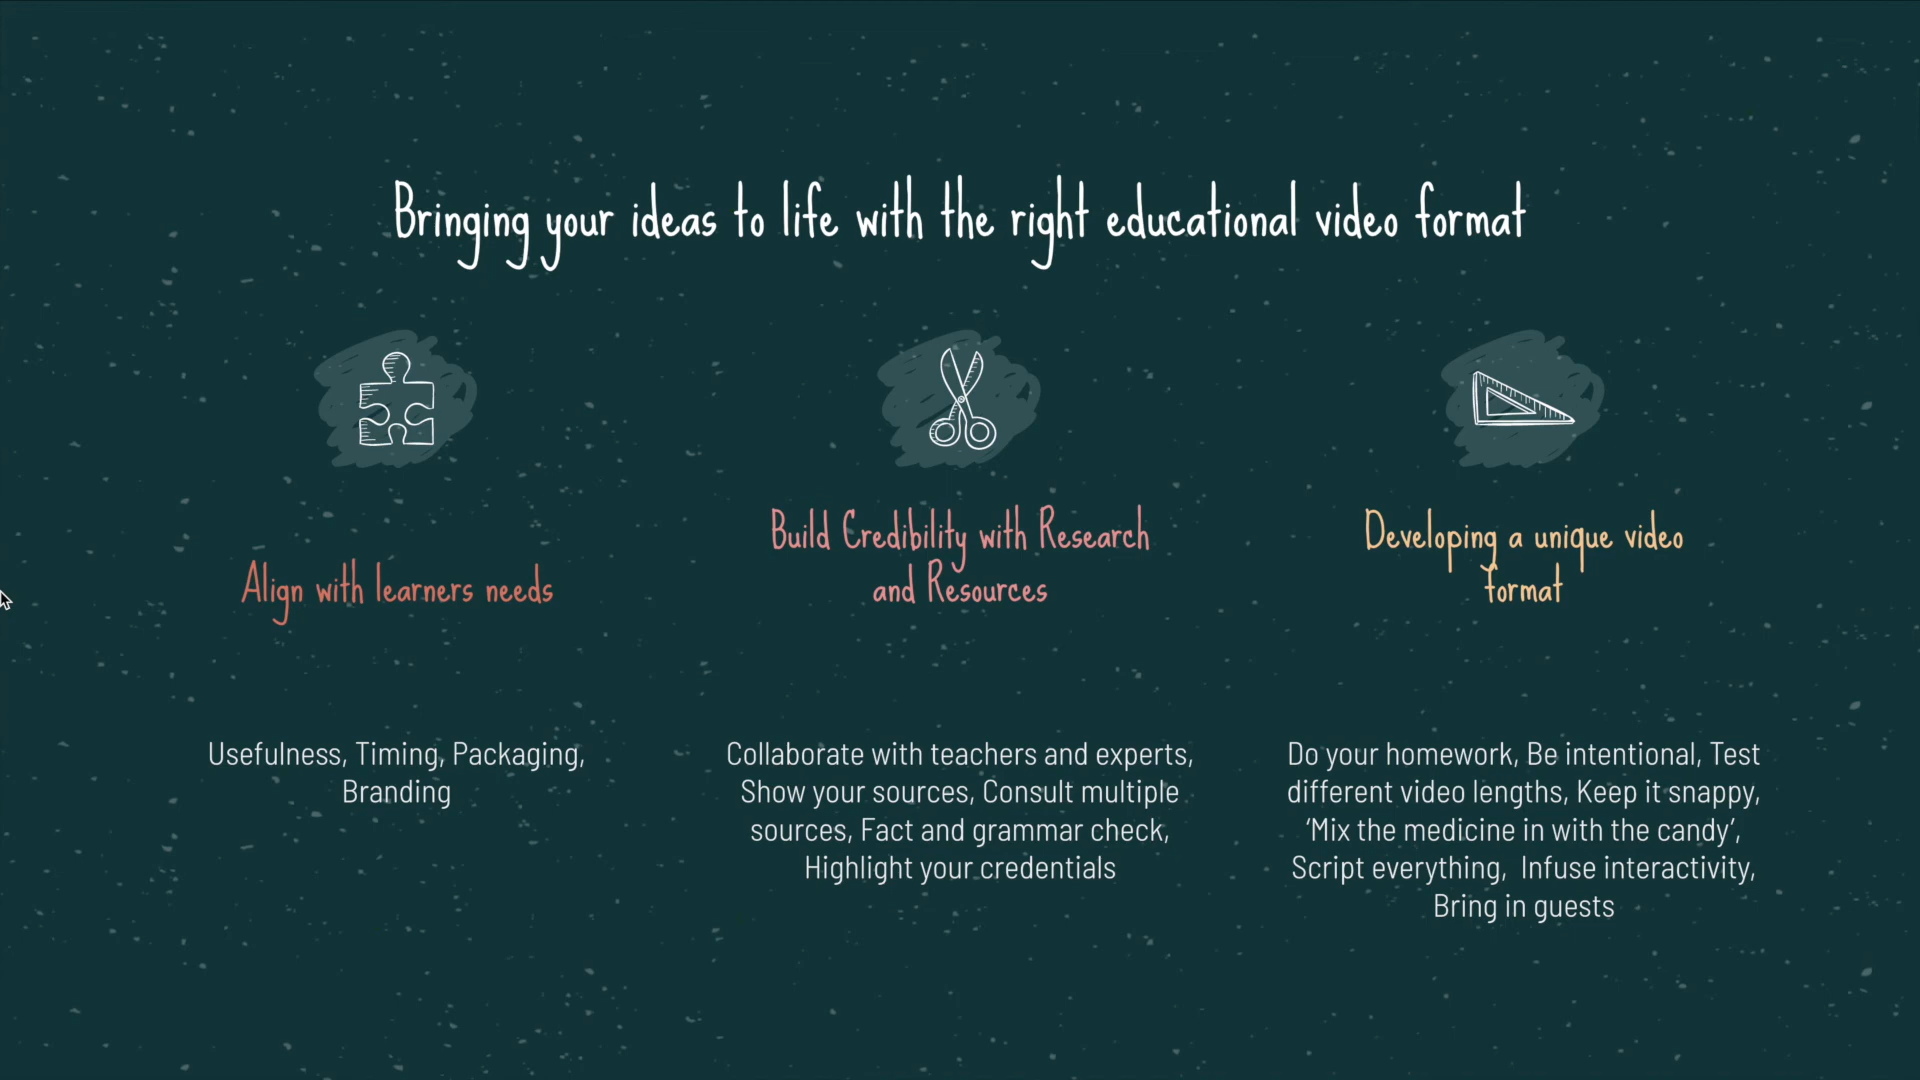 Bringing your ideas to life with the right educational video format
Align with learners needs
Usefulness, Timing, Packaging,
Branding
Build Credibility with Research
and Resources
Collaborate with teachers and experts,
Show your sources, Consult multiple
sources, Fact and grammar check,
Highlight your credentials
Developing a unique video
format
Do your homework, Be intentional, Test
different video lengths, Keep it snappy,
‘Mix the medicine in with the candy’,
Script everything,  Infuse interactivity,
Bring in guests